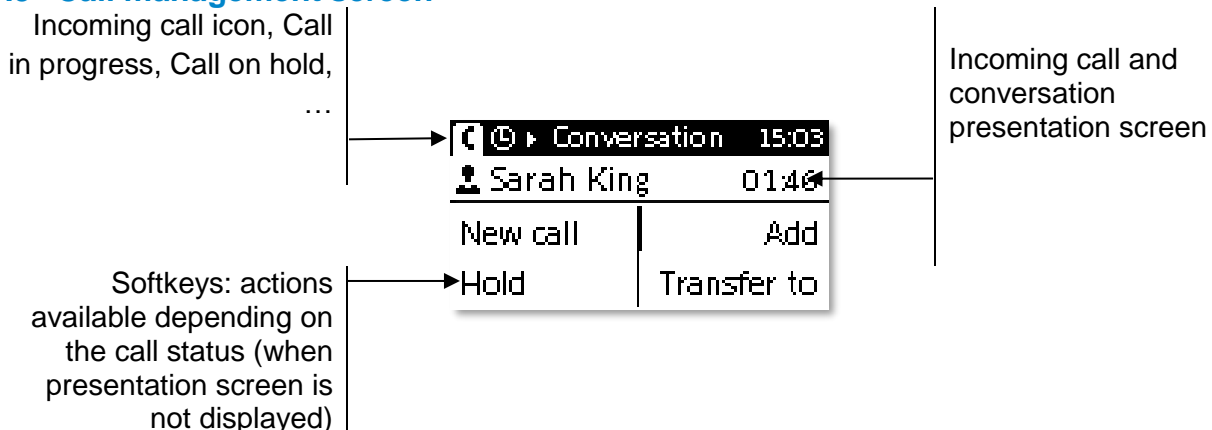 Call management screen
Incoming call icon, Call
in progress, Call on hold,
…
Incoming call and
conversation
presentation screen
Conversation 15:03
Sarah King 01:46
New call Add
Hold Transfer to
Softkeys: actions
available depending on
the call status (when
presentation screen is
not displayed)